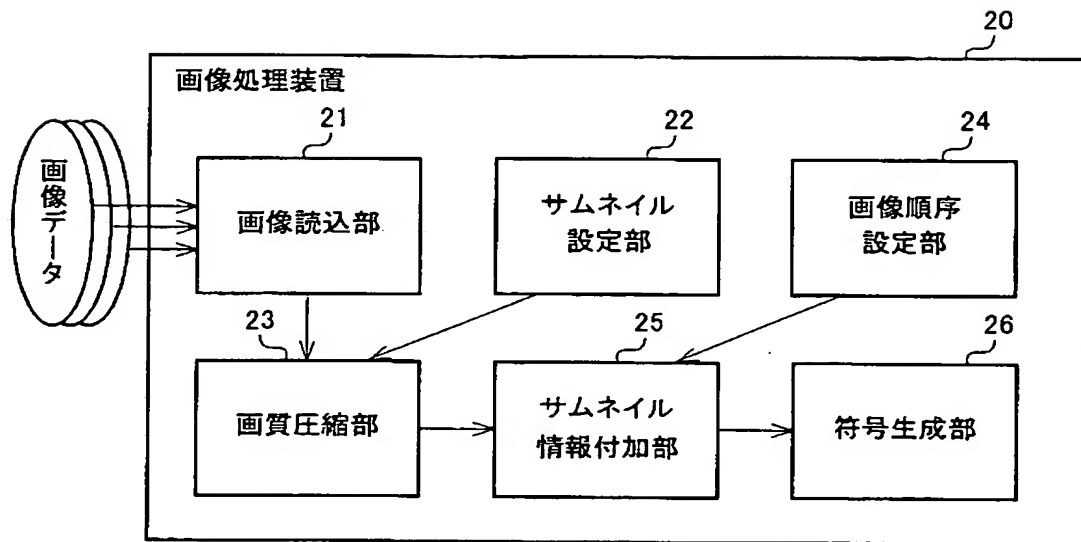 20
画像処理装置
画像データ
21
画像読込部
22
サムネイル
設定部
24
画像順序
設定部
23
画質圧縮部
25
サムネイル
情報付加部
26
符号生成部